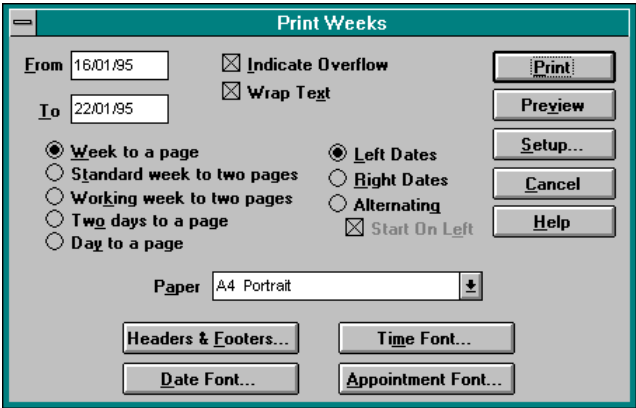 Print Weeks
From 16/01/95
To 22/01/95
Indicate Overflow
Wrap Text
Week to a page
Standard week to two pages
Working week to two pages
Two days to a page
Day to a page
Left Dates
Right Dates
Alternating
Start On Left
Print
Preview
Setup...
Cancel
Help
Paper A4 Portrait
Headers & Footers...
Time Font...
Date Font...
Appointment Font...